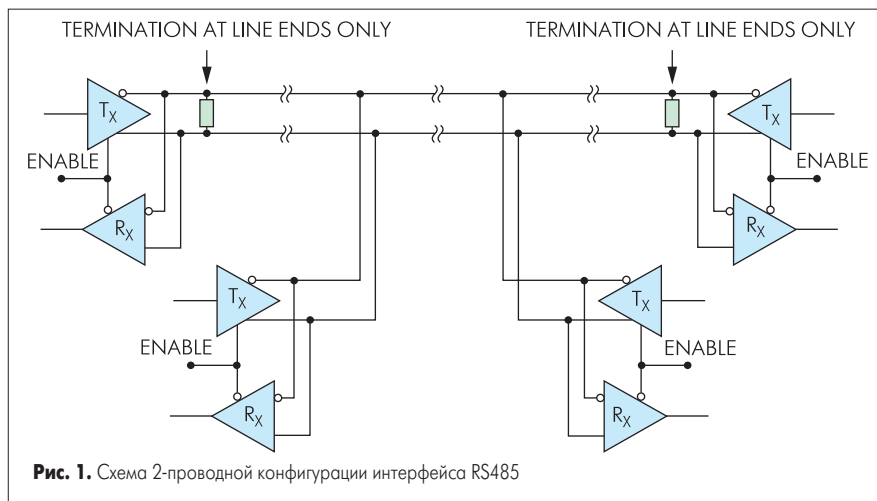 TERMINATION AT LINE ENDS ONLY
TERMINATION AT LINE ENDS ONLY
TX
TX
ENABLE
ENABLE
RX
RX
TX
TX
ENABLE
ENABLE
RX
RX
Рис. 1. Схема 2-проводной конфигурации интерфейса RS485